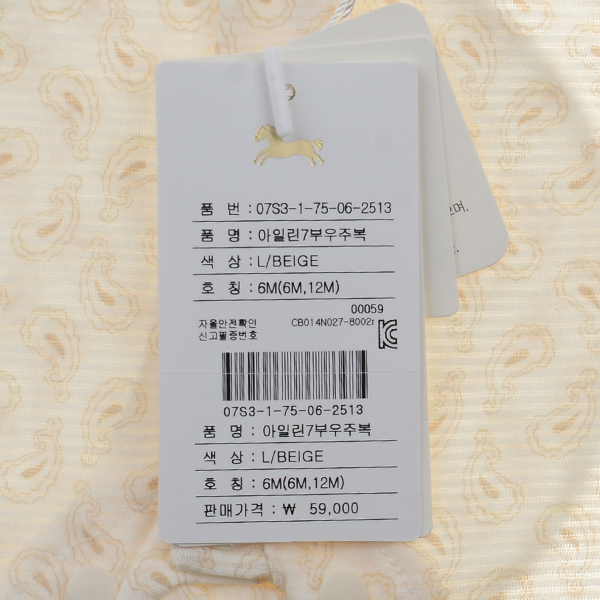 품 번 : 07S3-1-75-06-2513
품 명 : 아일린7부우주복
색 상 : L/BEIGE
호 칭 : 6M(6M,12M)
00059
자율안전확인 CB014N027-8002r
신고필증번호
07S3-1-75-06-2513
품 명 : 아일린7부우주복
색 상 : L/BEIGE
호 칭 : 6M(6M,12M)
판매가격 : ₩ 59,000